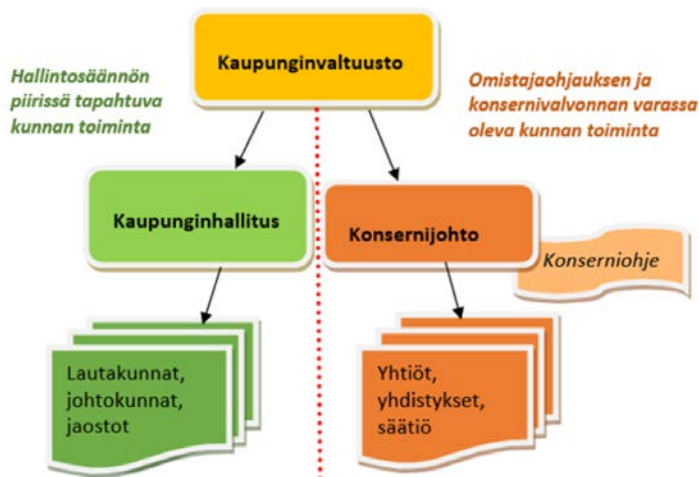 Kaupunginvaltuusto
Hallintosäännön
piirissä tapahtuva
kunnan toiminta
Omistajaohjauksen ja
konsernivalvonnan varassa
oleva kunnan toiminta
Kaupunginhallitus
Konsernijohto
Konserniohje
Lautakunnat,
johtokunnat,
jaostot
Yhtiöt,
yhdistykset,
säätiö